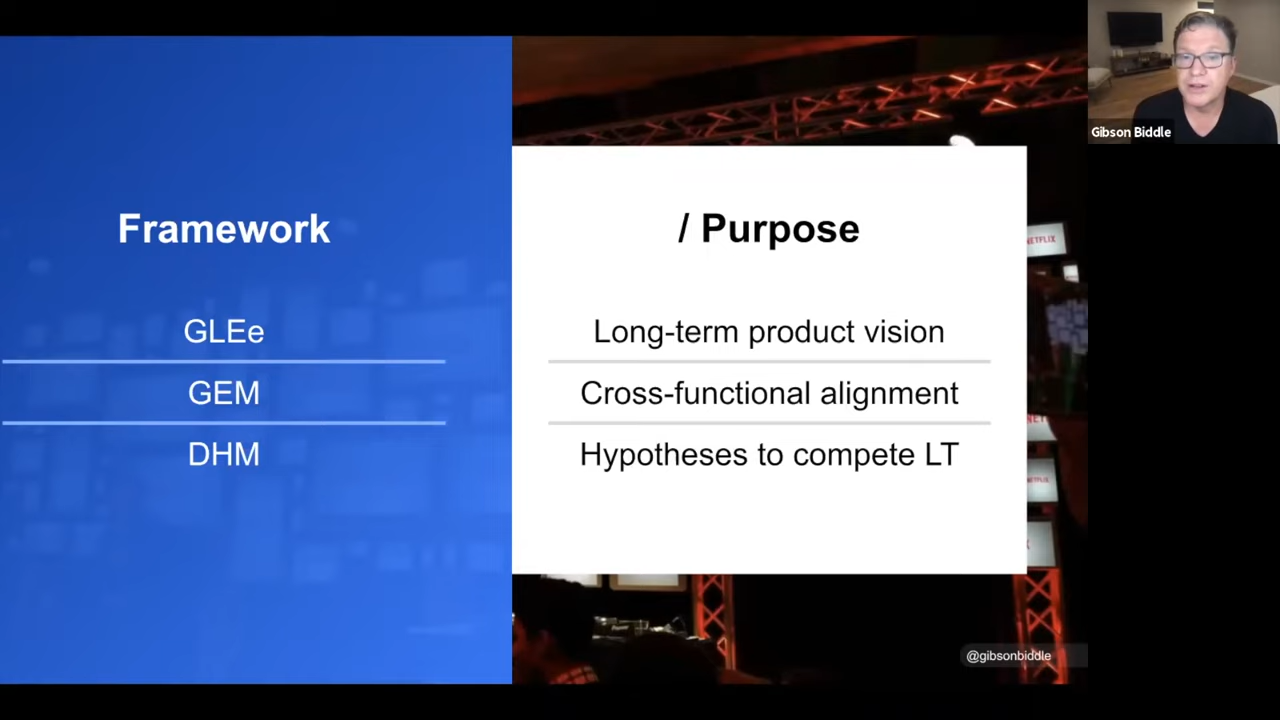 Framework
/ Purpose
GLEe
Long-term product vision
GEM
Cross-functional alignment
DHM
Hypotheses to compete LT
@gibsonbiddle
Gibson Biddle
NETFLIX
NETFLIX